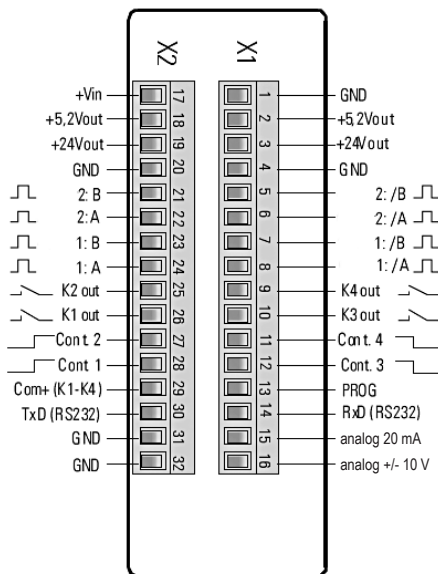 X2 X1
+Vin 17 1 GND
+5,2Vout 18 2 +5,2Vout
+24Vout 19 3 +24Vout
GND 20 4 GND
2: B 21 5 2: /B
2: A 22 6 2: /A
1: B 23 7 1: /B
1: A 24 8 1: /A
K2 out 25 9 K4 out
K1 out 26 10 K3 out
Cont. 2 27 11 Cont. 4
Cont 1 28 12 Cont. 3
Com+ (K1-K4) 29 13 PROG
TxD (RS232) 30 14 RxD (RS232)
GND 31 15 analog 20 mA
GND 32 16 analog +/- 10 V